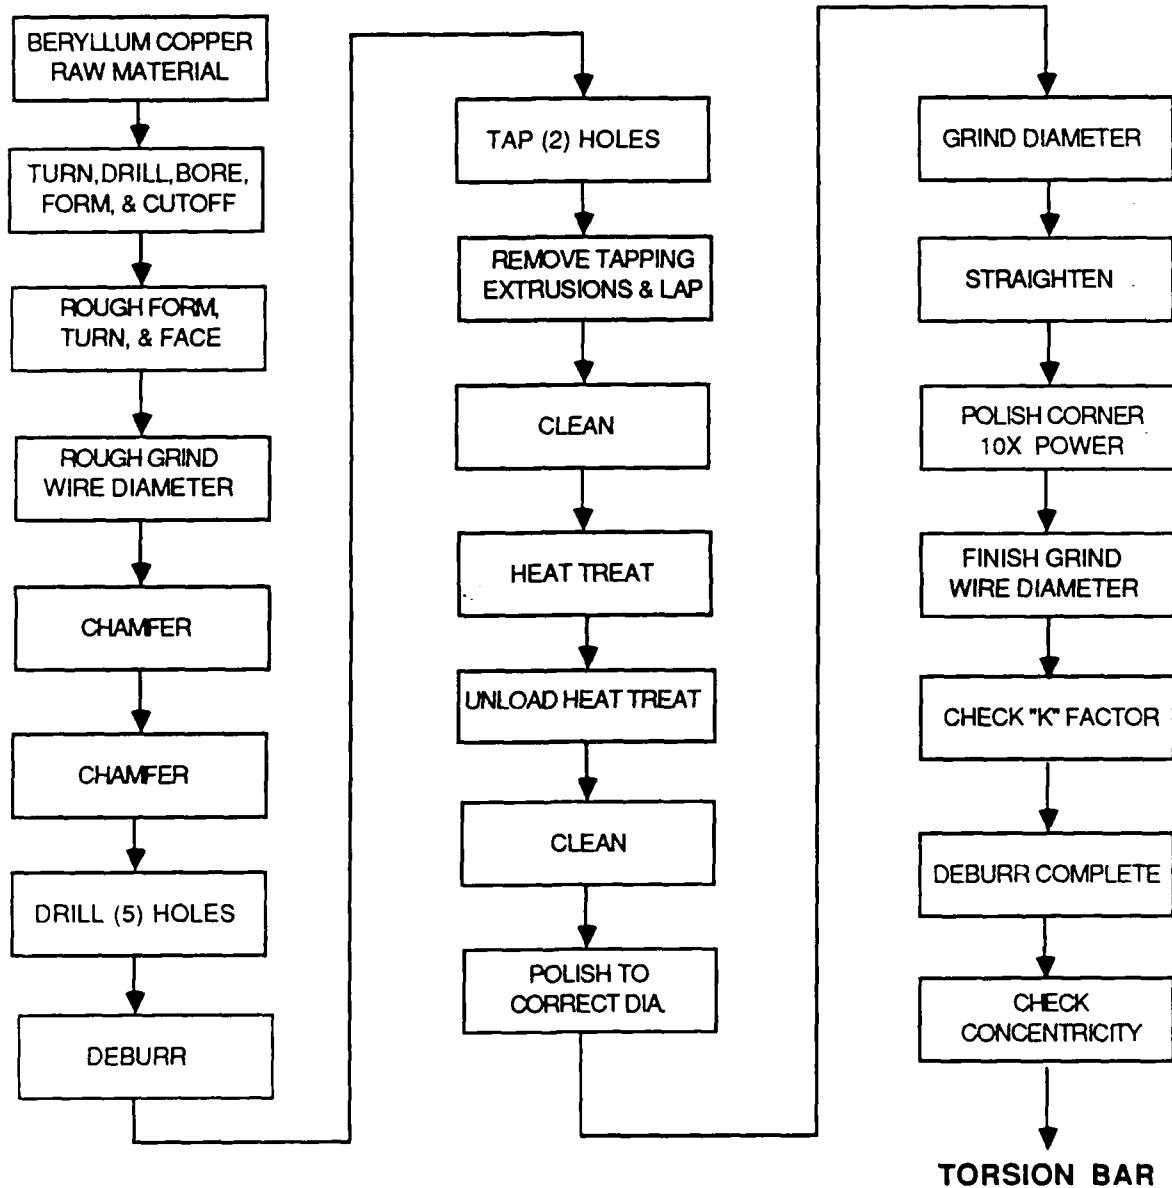 BERYLLUM COPPER
RAW MATERIAL
TURN, DRILL, BORE,
FORM, & CUTOFF
ROUGH FORM,
TURN, & FACE
ROUGH GRIND
WIRE DIAMETER
CHAMFER
CHAMFER
DRILL (5) HOLES
DEBURR
TAP (2) HOLES
REMOVE TAPPING
EXTRUSIONS & LAP
CLEAN
HEAT TREAT
UNLOAD HEAT TREAT
CLEAN
POLISH TO
CORRECT DIA.
GRIND DIAMETER
STRAIGHTEN
POLISH CORNER
10X POWER
FINISH GRIND
WIRE DIAMETER
CHECK "K" FACTOR
DEBURR COMPLETE
CHECK
CONCENTRICITY
TORSION BAR